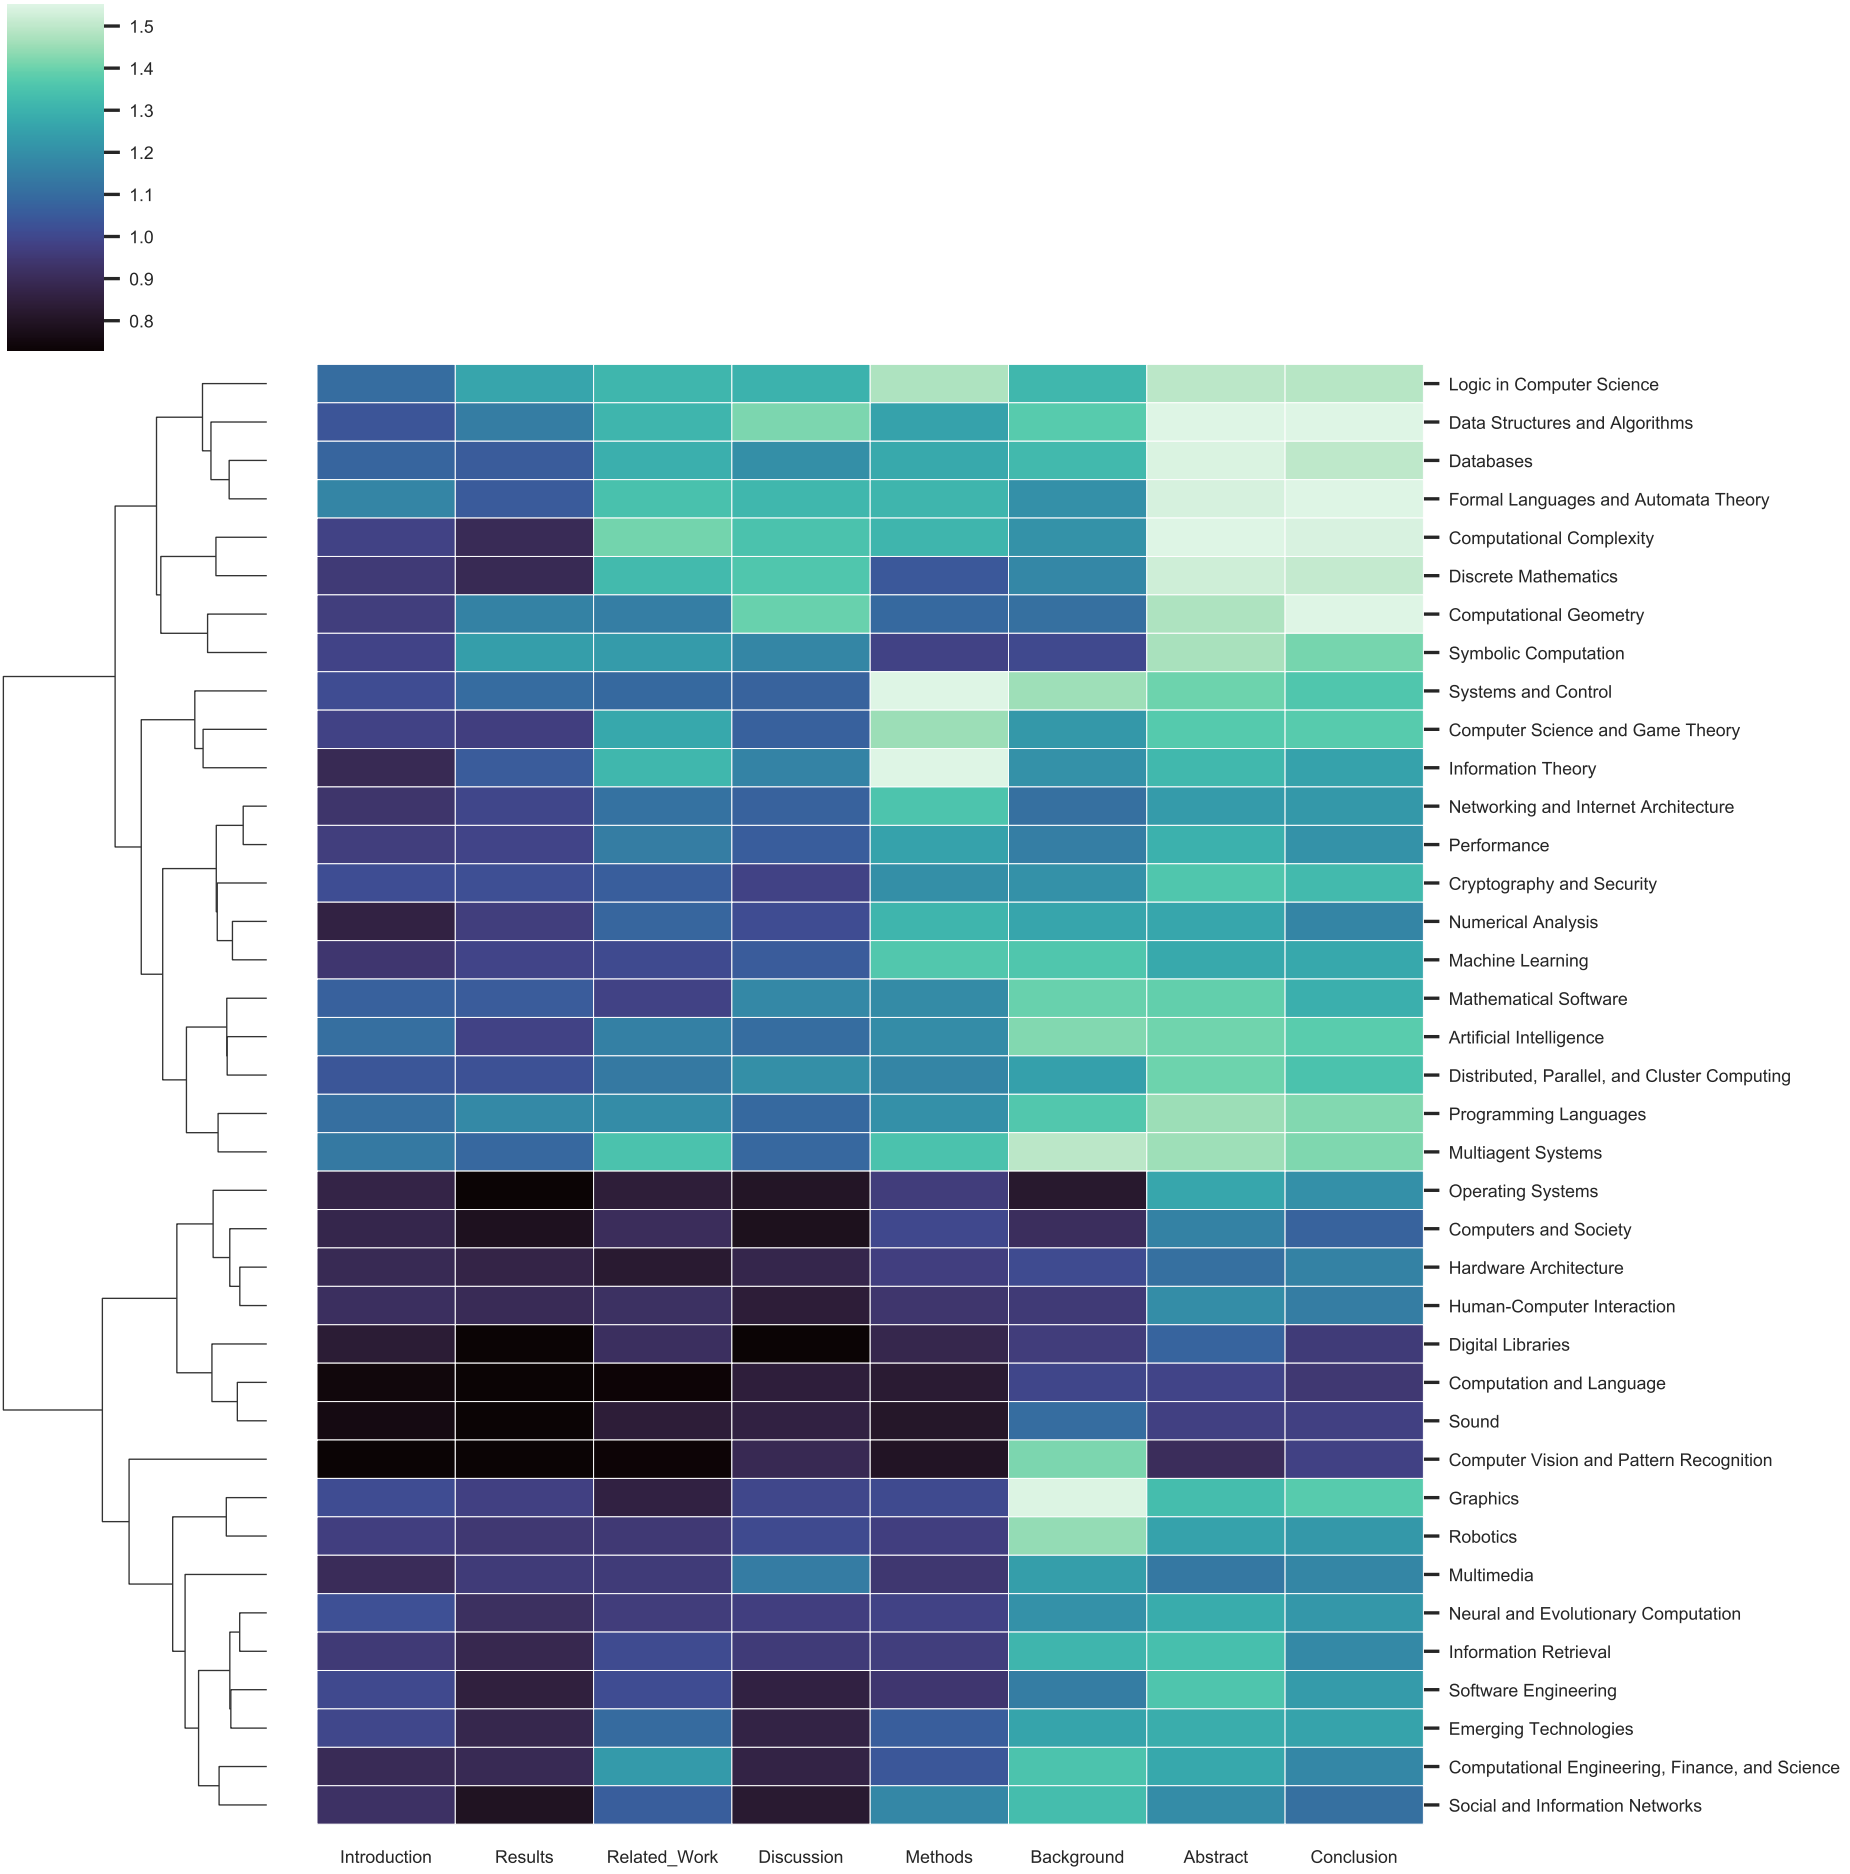 1.5
1.4
1.3
1.2
1.1
1.0
0.9
0.8
Logic in Computer Science
Data Structures and Algorithms
Databases
Formal Languages and Automata Theory
Computational Complexity
Discrete Mathematics
Computational Geometry
Symbolic Computation
Systems and Control
Computer Science and Game Theory
Information Theory
Networking and Internet Architecture
Performance
Cryptography and Security
Numerical Analysis
Machine Learning
Mathematical Software
Artificial Intelligence
Distributed, Parallel, and Cluster Computing
Programming Languages
Multiagent Systems
Operating Systems
Computers and Society
Hardware Architecture
Human-Computer Interaction
Digital Libraries
Computation and Language
Sound
Computer Vision and Pattern Recognition
Graphics
Robotics
Multimedia
Neural and Evolutionary Computation
Information Retrieval
Software Engineering
Emerging Technologies
Computational Engineering, Finance, and Science
Social and Information Networks
Introduction Results Related_Work Discussion Methods Background Abstract Conclusion